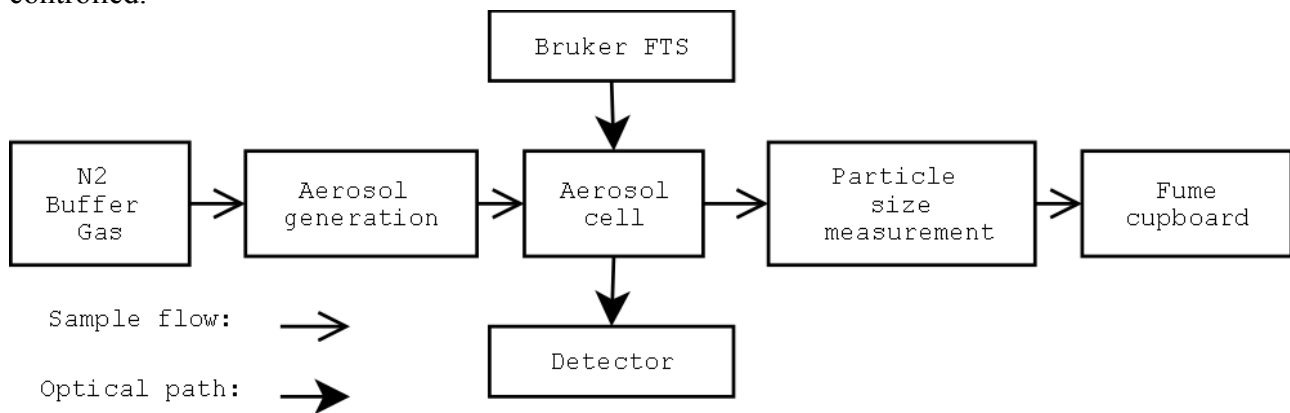 controlled.
Bruker FTS
N2
Buffer
Gas
Aerosol
generation
Aerosol
cell
Particle
size
measurement
Fume
cupboard
Sample flow:
Detector
Optical path: